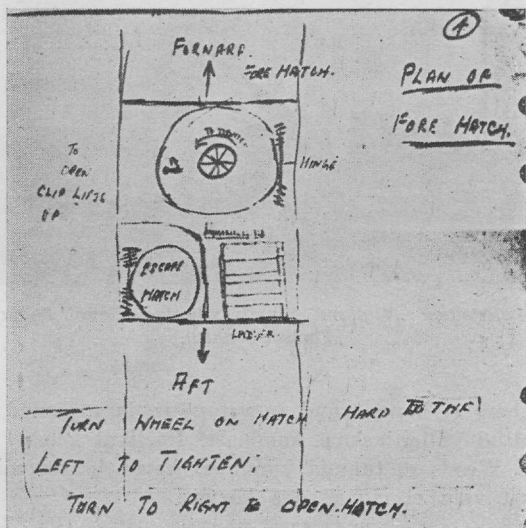 4
FORWARD.
FORE HATCH.
PLAN OF
FORE HATCH.
TO
OPEN
CLIP LIFTS
UP
HINGE
ESCAPE
HATCH
LADDER.
AFT
TURN WHEEL ON HATCH HARD TO THE
LEFT TO TIGHTEN;
TURN TO RIGHT TO OPEN HATCH.